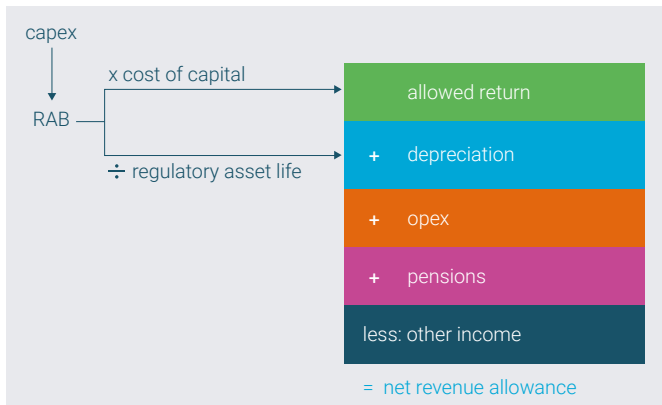 capex
x cost of capital
RAB
÷ regulatory asset life
allowed return
+ depreciation
+ opex
+ pensions
less: other income
= net revenue allowance